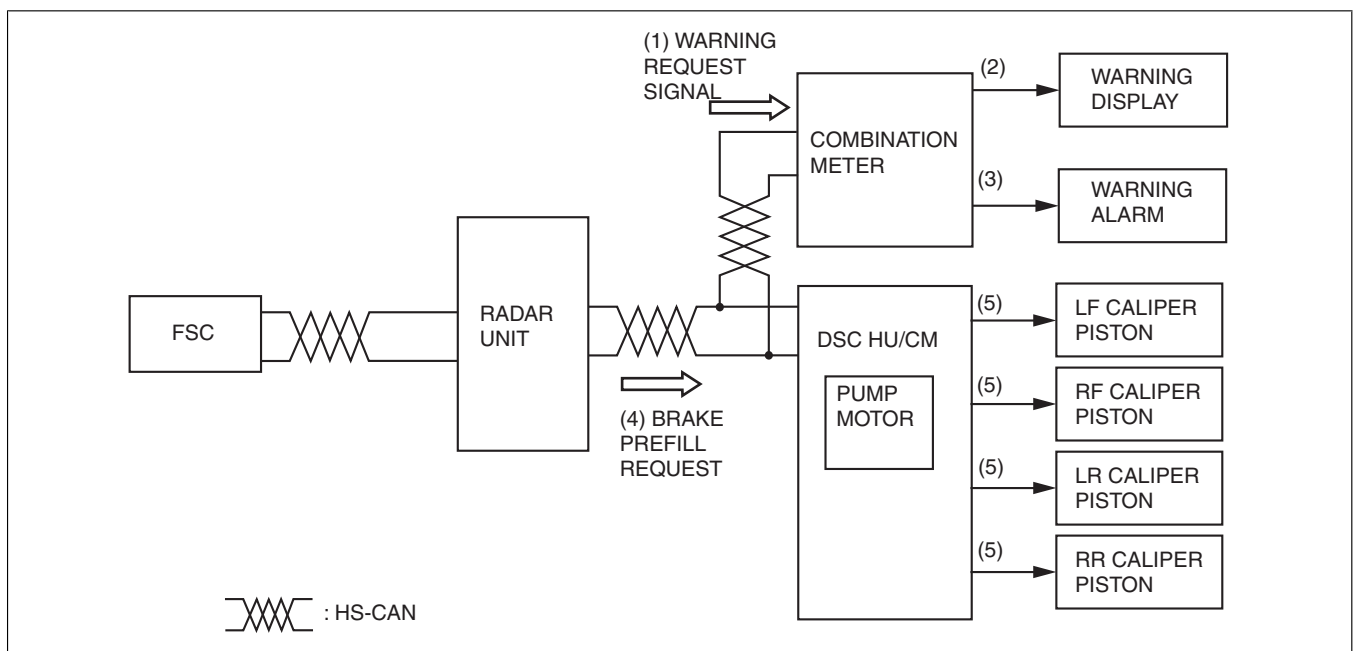 (1) WARNING
REQUEST
SIGNAL
COMBINATION
METER
(2)
WARNING
DISPLAY
(3)
WARNING
ALARM
FSC
RADAR
UNIT
(4) BRAKE
PREFILL
REQUEST
DSC HU/CM
PUMP
MOTOR
(5)
LF CALIPER
PISTON
(5)
RF CALIPER
PISTON
(5)
LR CALIPER
PISTON
(5)
RR CALIPER
PISTON
: HS-CAN